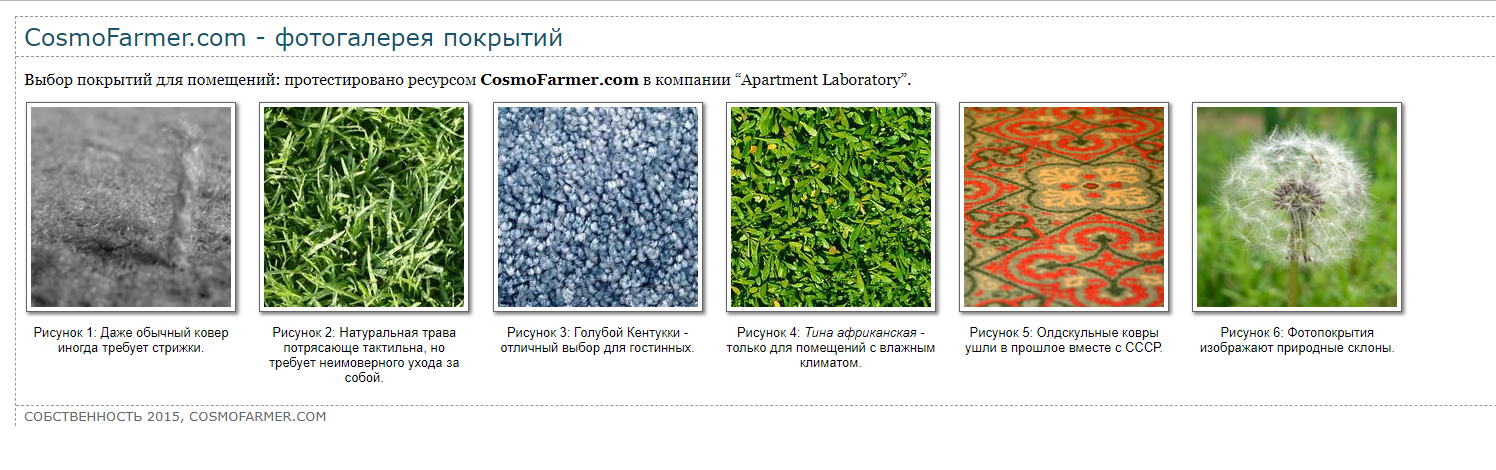 CosmoFarmer.com - фотогалерея покрытий
Выбор покрытий для помещений: протестировано ресурсом CosmoFarmer.com в компании “Apartment Laboratory”.
Рисунок 1: Даже обычный ковер
иногда требует стрижки.
Рисунок 2: Натуральная трава
потрясающе тактильна, но
требует неимоверного ухода за
собой.
Рисунок 3: Голубой Кентукки -
отличный выбор для гостинных.
Рисунок 4: Тина африканская -
только для помещений с влажным
климатом.
Рисунок 5: Олдскульные ковры
ушли в прошлое вместе с СССР.
Рисунок 6: Фотопокрытия
изображают природные склоны.
СОБСТВЕННОСТЬ 2015, COSMOFARMER.COM